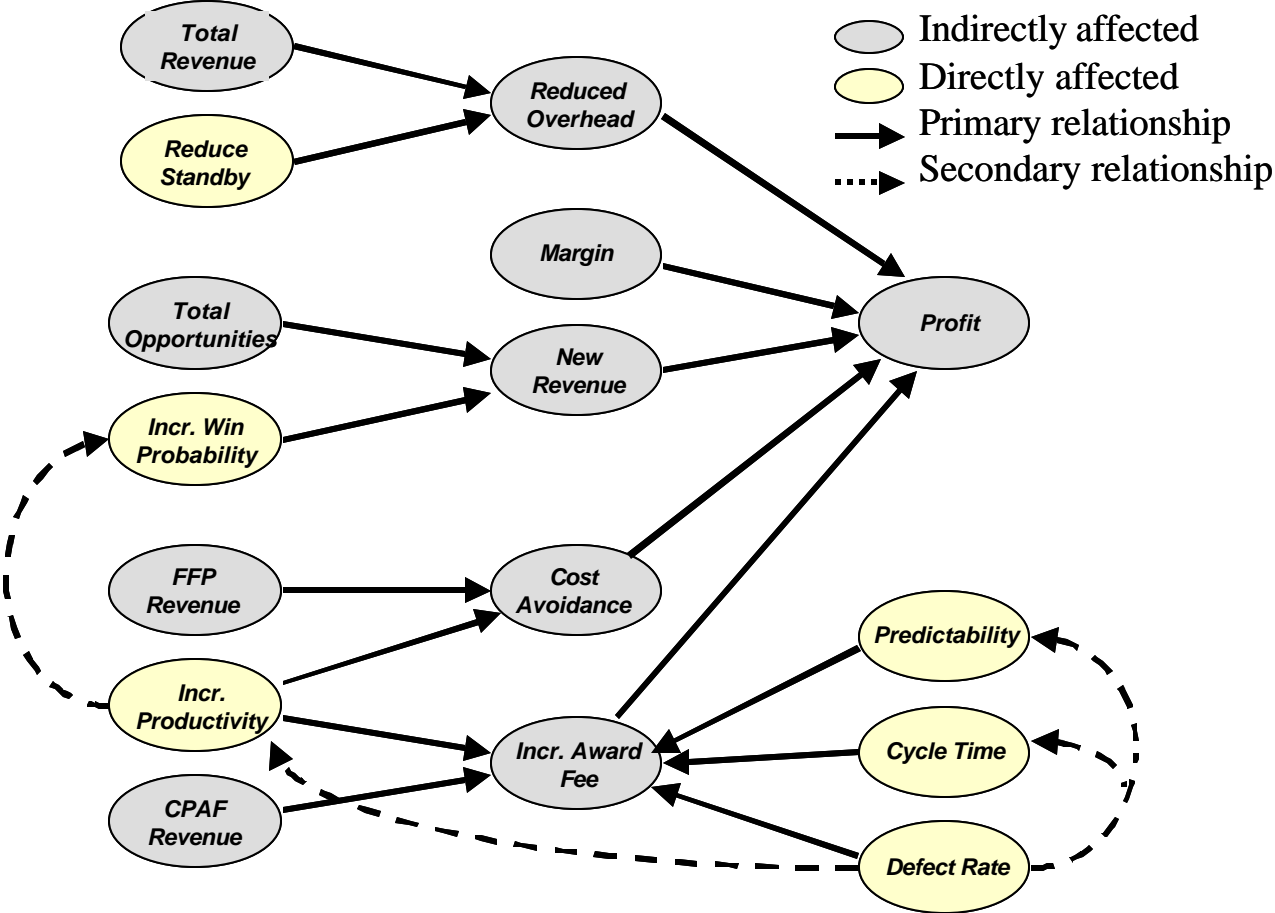 Total
Revenue
Reduce
Standby
Reduced
Overhead
Indirectly affected
Directly affected
Primary relationship
Secondary relationship
Margin
Total
Opportunities
New
Revenue
Profit
Incr. Win
Probability
FFP
Revenue
Cost
Avoidance
Predictability
Incr.
Productivity
Incr. Award
Fee
Cycle Time
CPAF
Revenue
Defect Rate